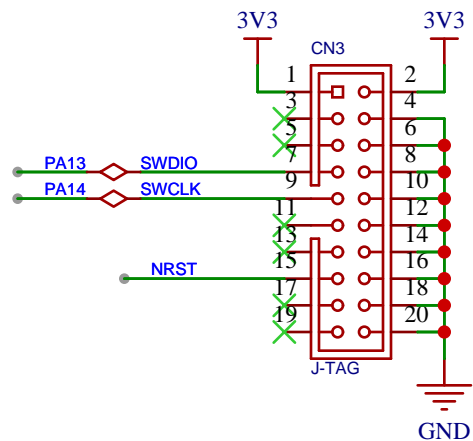 3V3 3V3
CN3
1 2
3 4
5 6
7 8
PA13 SWDIO
9 10
PA14 SWCLK
11 12
13 14
15 16
NRST
17 18
19 20
J-TAG
GND